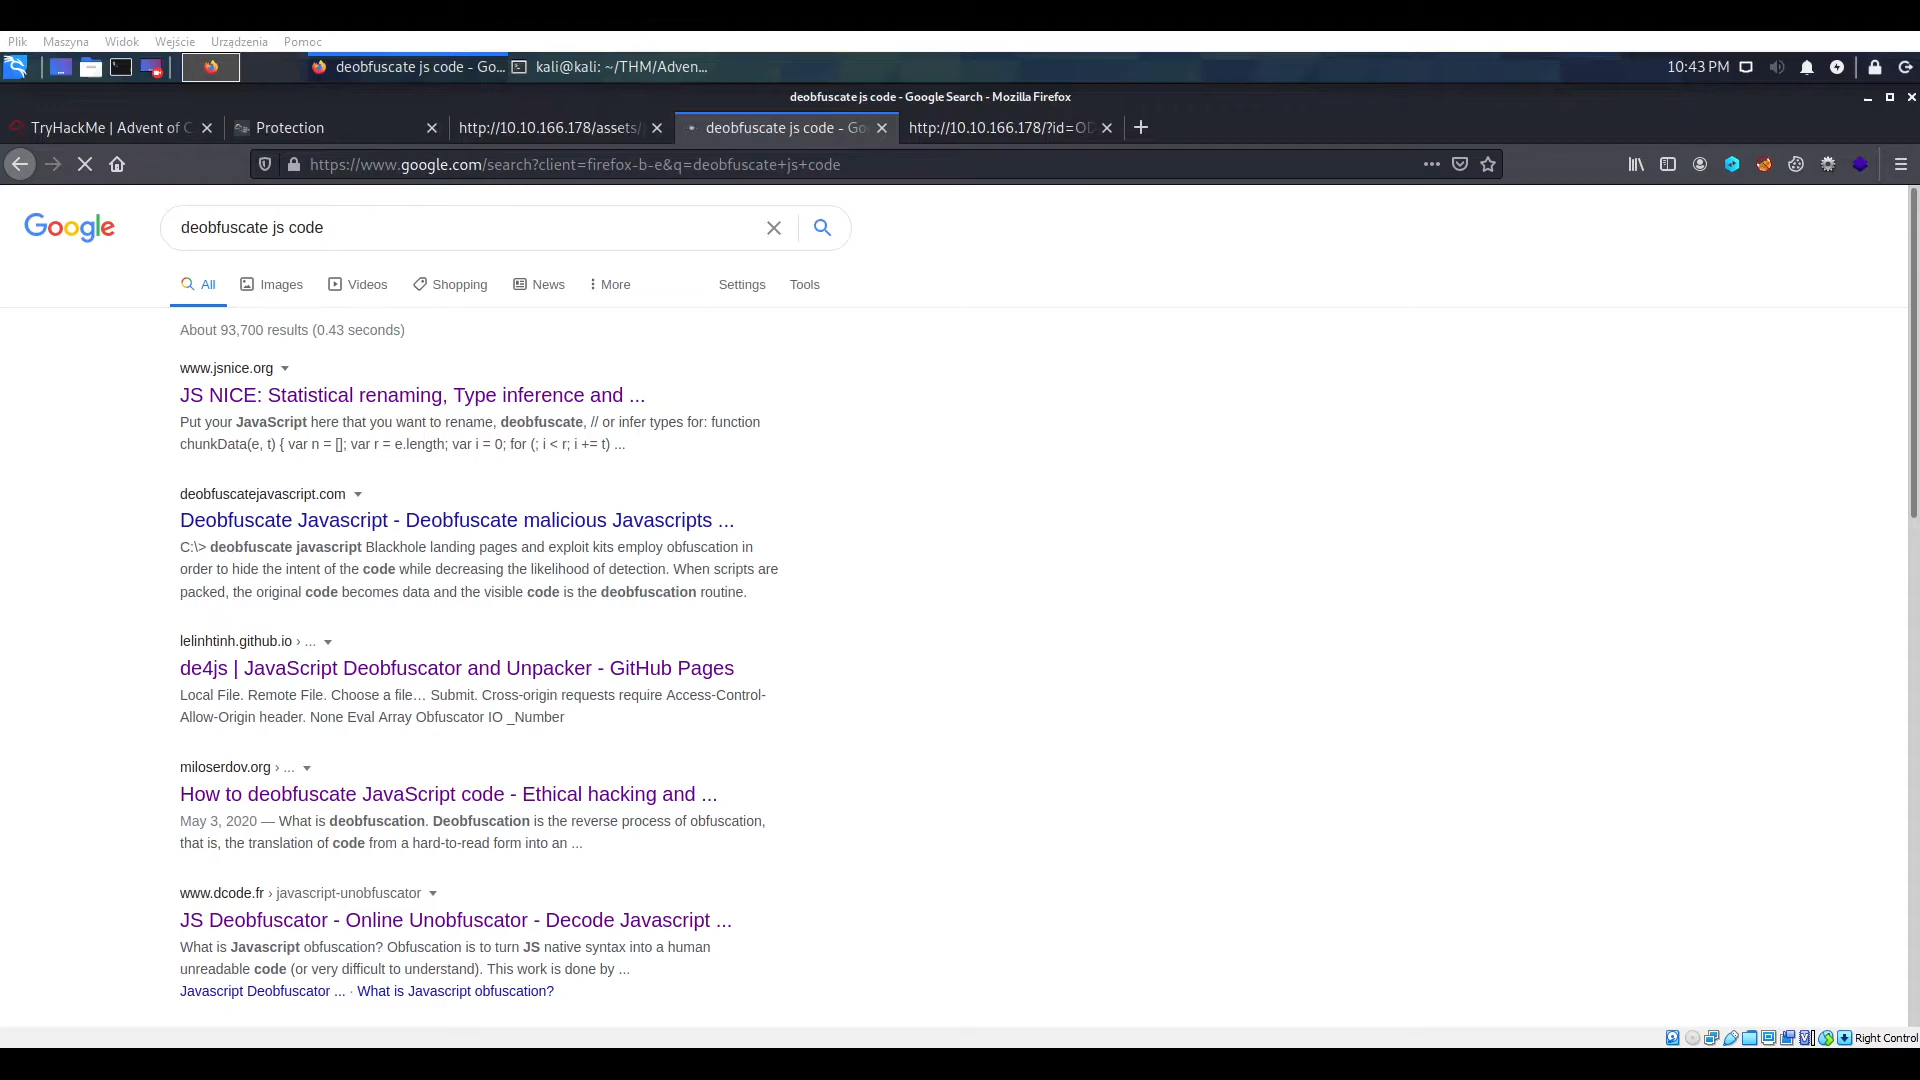 Plik Maszyna Widok Wejście Urządzenia Pomoc
deobfuscate js code - Go... kali@kali: ~/THM/Adven... 10:43 PM
deobfuscate js code - Google Search - Mozilla Firefox
TryHackMe | Advent of C Protection http://10.10.166.178/assets/ deobfuscate js code - Go http://10.10.166.178/?id=OD
https://www.google.com/search?client=firefox-b-e&q=deobfuscate+js+code
Google deobfuscate js code
All Images Videos Shopping News More Settings Tools
About 93,700 results (0.43 seconds)
www.jsnice.org
JS NICE: Statistical renaming, Type inference and ...
Put your JavaScript here that you want to rename, deobfuscate, // or infer types for: function
chunkData(e, t) { var n = []; var r = e.length; var i = 0; for (; i < r; i += t) ...
deobfuscatejavascript.com
Deobfuscate Javascript - Deobfuscate malicious Javascripts ...
C:\> deobfuscate javascript Blackhole landing pages and exploit kits employ obfuscation in
order to hide the intent of the code while decreasing the likelihood of detection. When scripts are
packed, the original code becomes data and the visible code is the deobfuscation routine.
lelinhtinh.github.io › ...
de4js | JavaScript Deobfuscator and Unpacker - GitHub Pages
Local File. Remote File. Choose a file… Submit. Cross-origin requests require Access-Control-
Allow-Origin header. None Eval Array Obfuscator IO _Number
miloserdov.org › ...
How to deobfuscate JavaScript code - Ethical hacking and ...
May 3, 2020 — What is deobfuscation. Deobfuscation is the reverse process of obfuscation,
that is, the translation of code from a hard-to-read form into an ...
www.dcode.fr › javascript-unobfuscator
JS Deobfuscator - Online Unobfuscator - Decode Javascript ...
What is Javascript obfuscation? Obfuscation is to turn JS native syntax into a human
unreadable code (or very difficult to understand). This work is done by ...
Javascript Deobfuscator ... · What is Javascript obfuscation?
Right Control